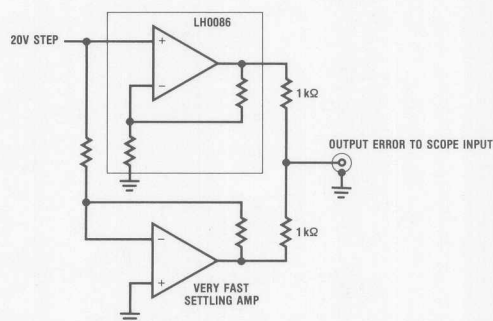 LH0086
20V STEP
+
−
1kΩ
OUTPUT ERROR TO SCOPE INPUT
1kΩ
−
+
VERY FAST
SETTLING AMP